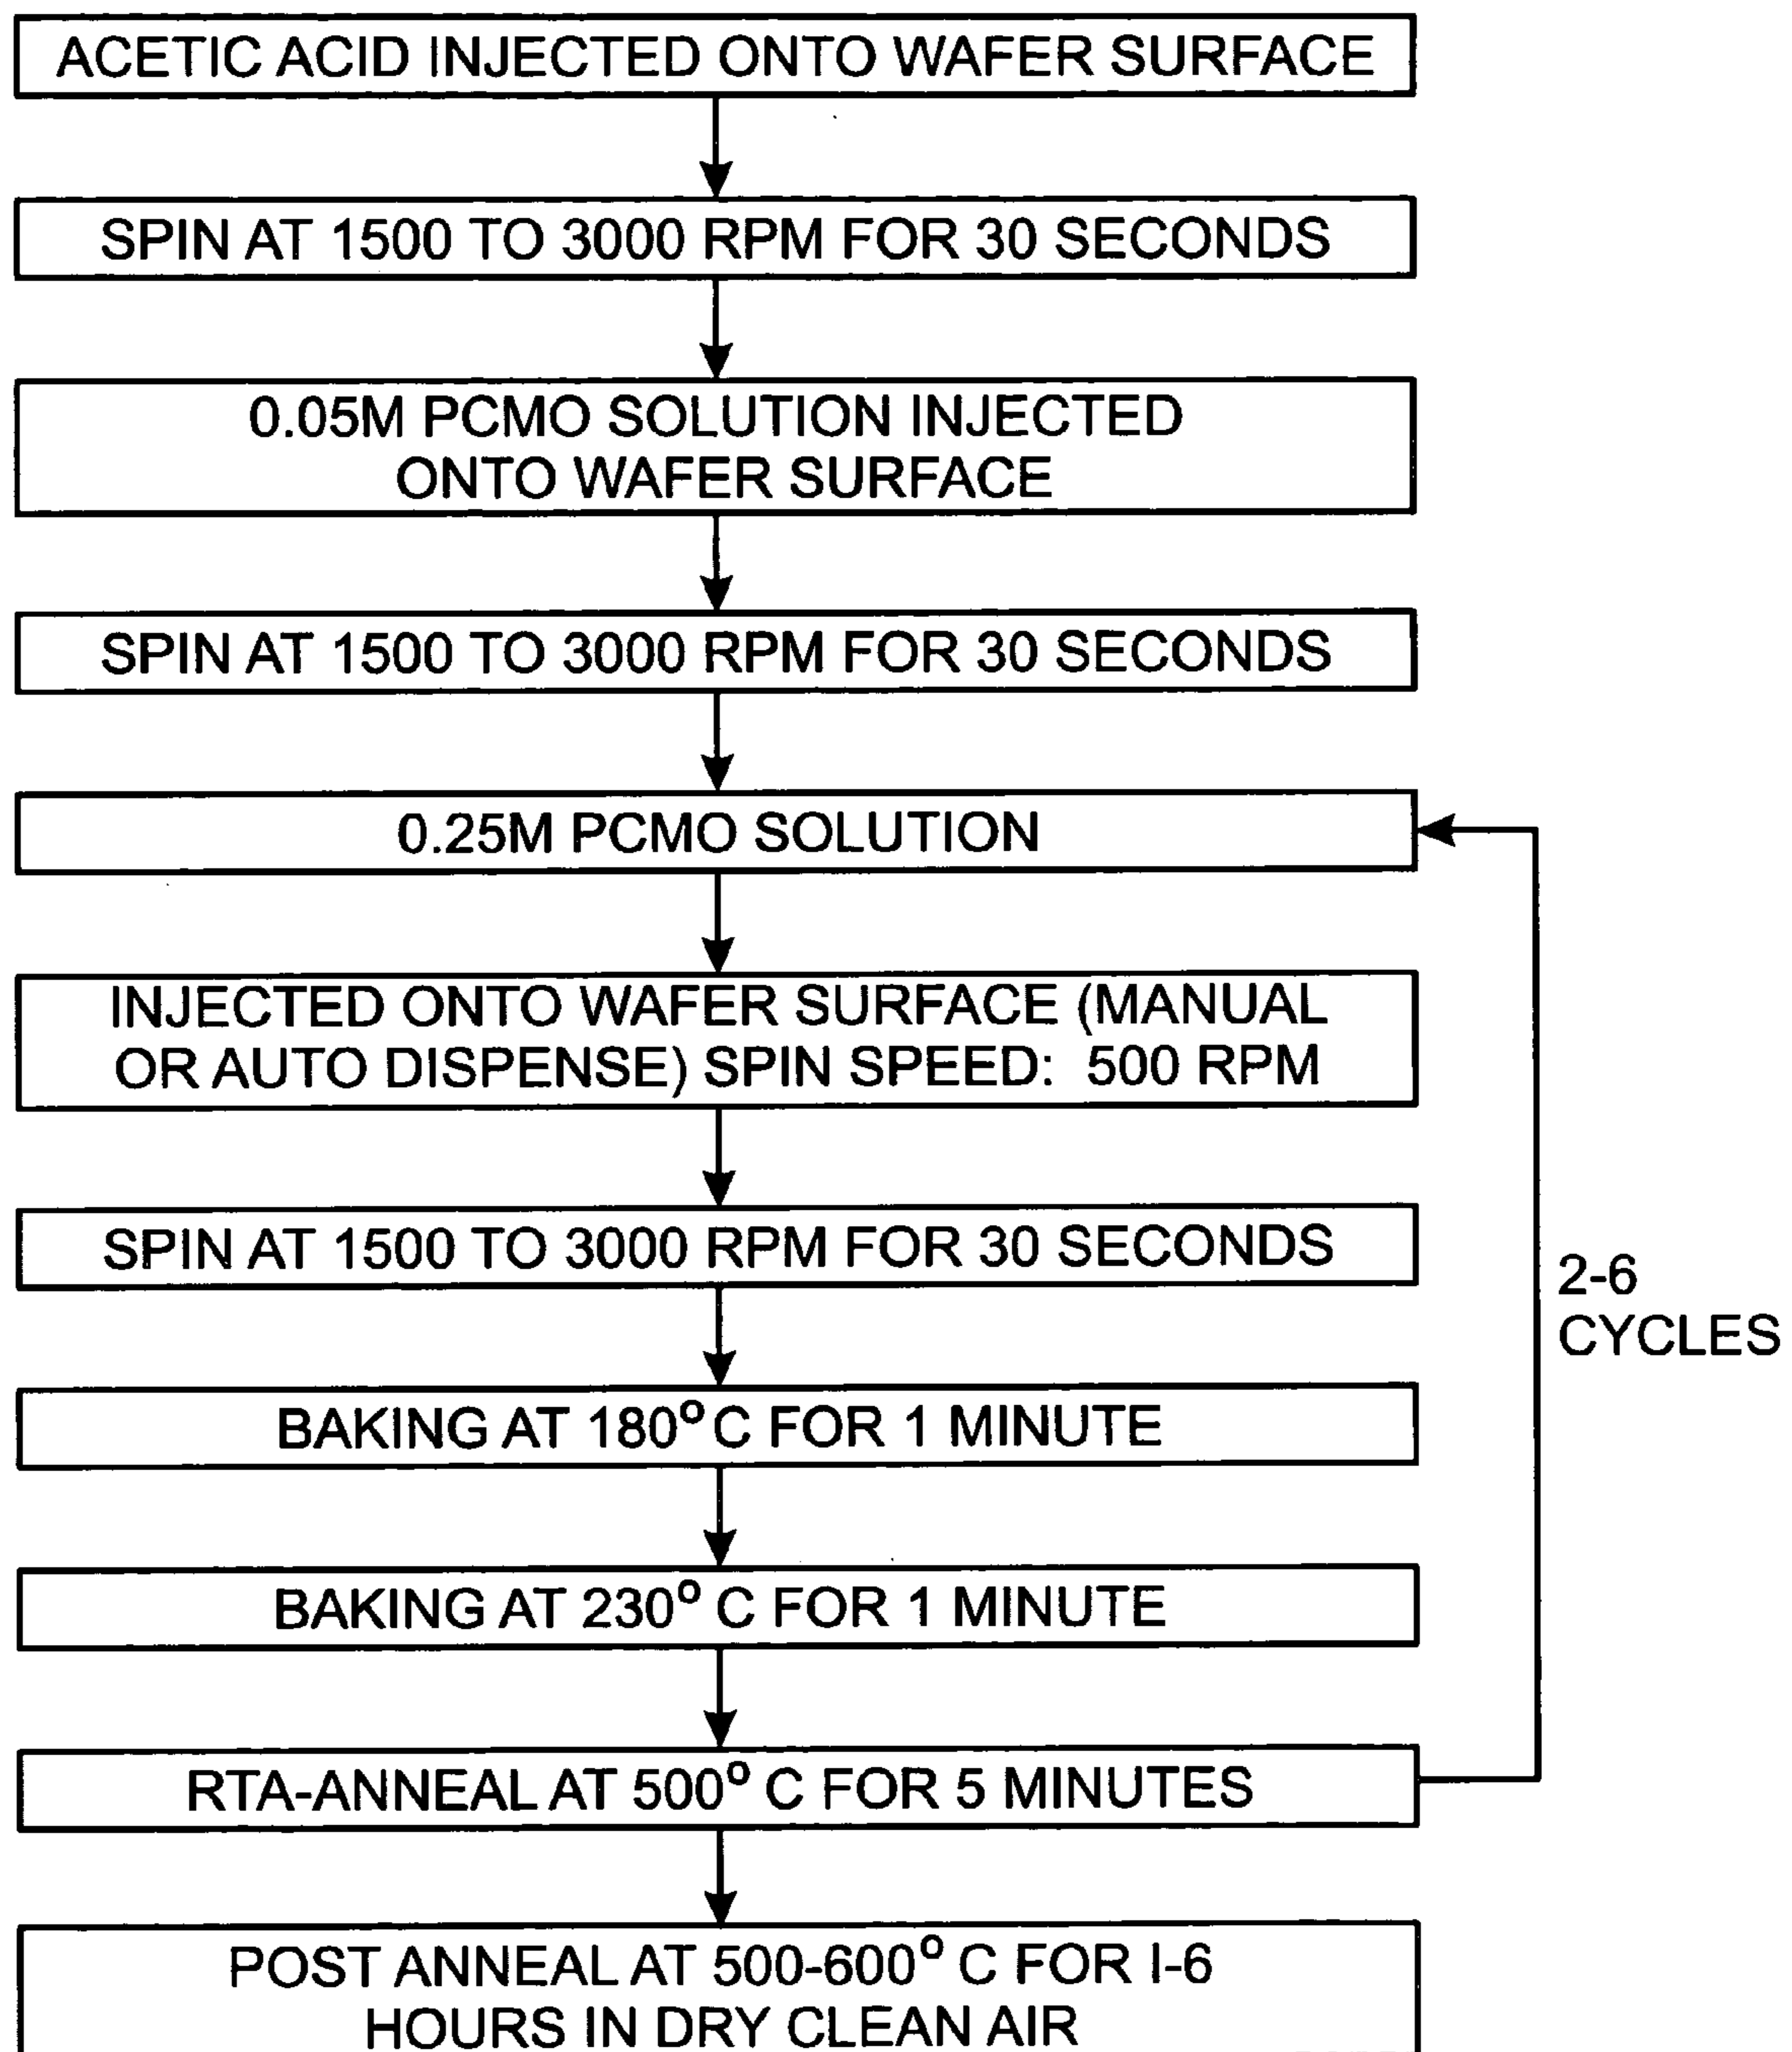 ACETIC ACID INJECTED ONTO WAFER SURFACE
SPIN AT 1500 TO 3000 RPM FOR 30 SECONDS
0.05M PCMO SOLUTION INJECTED
ONTO WAFER SURFACE
SPIN AT 1500 TO 3000 RPM FOR 30 SECONDS
0.25M PCMO SOLUTION
INJECTED ONTO WAFER SURFACE (MANUAL
OR AUTO DISPENSE) SPIN SPEED: 500 RPM
SPIN AT 1500 TO 3000 RPM FOR 30 SECONDS
2-6
CYCLES
BAKING AT 180° C FOR 1 MINUTE
BAKING AT 230° C FOR 1 MINUTE
RTA-ANNEAL AT 500° C FOR 5 MINUTES
POST ANNEAL AT 500-600° C FOR I-6
HOURS IN DRY CLEAN AIR